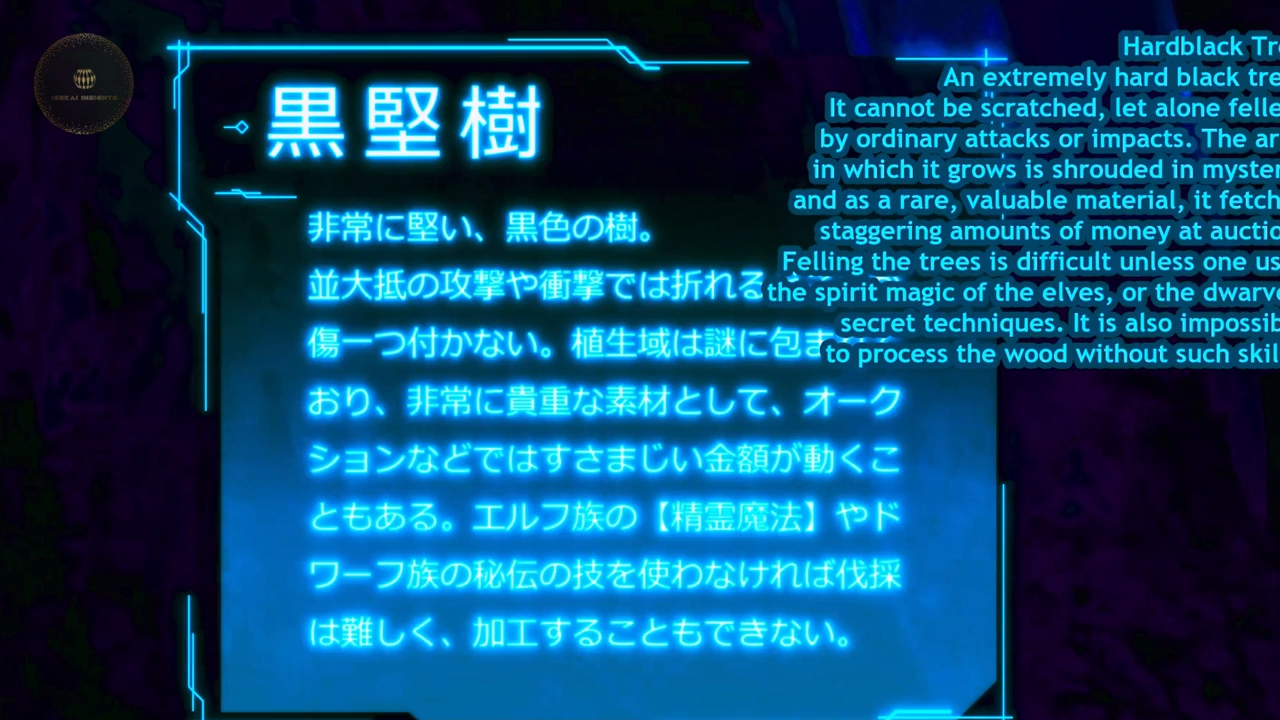 黒堅樹
非常に堅い、黒色の樹。
並大抵の攻撃や衝撃では折れる
傷一つ付かない。植生域は謎に包ま
おり、非常に貴重な素材として、オーク
ションなどではすさまじい金額が動くこ
ともある。エルフ族の【精霊魔法】やド
ワーフ族の秘伝の技を使わなければ伐採
は難しく、加工することもできない。
Hardblack Tr
An extremely hard black tre
It cannot be scratched, let alone felle
by ordinary attacks or impacts. The ar
in which it grows is shrouded in myster
and as a rare, valuable material, it fetch
staggering amounts of money at auctio
Felling the trees is difficult unless one us
the spirit magic of the elves, or the dwarv
secret techniques. It is also impossib
to process the wood without such skil